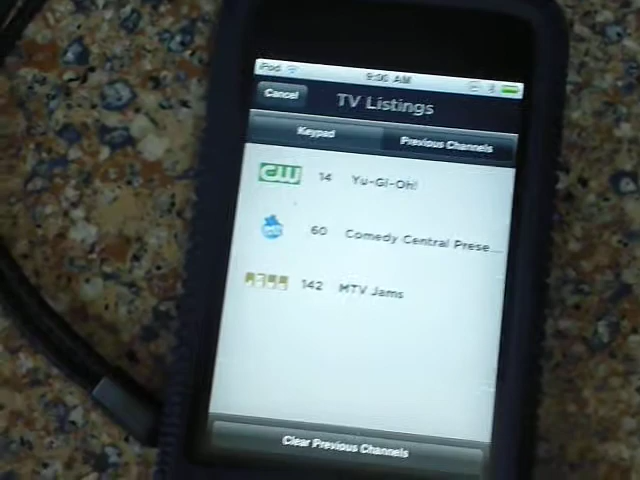 iPod 9:00 AM
Cancel TV Listings
Keypad Previous Channels
CW 14 Yu-Gi-Oh!
60 Comedy Central Prese...
142 MTV Jams
Clear Previous Channels